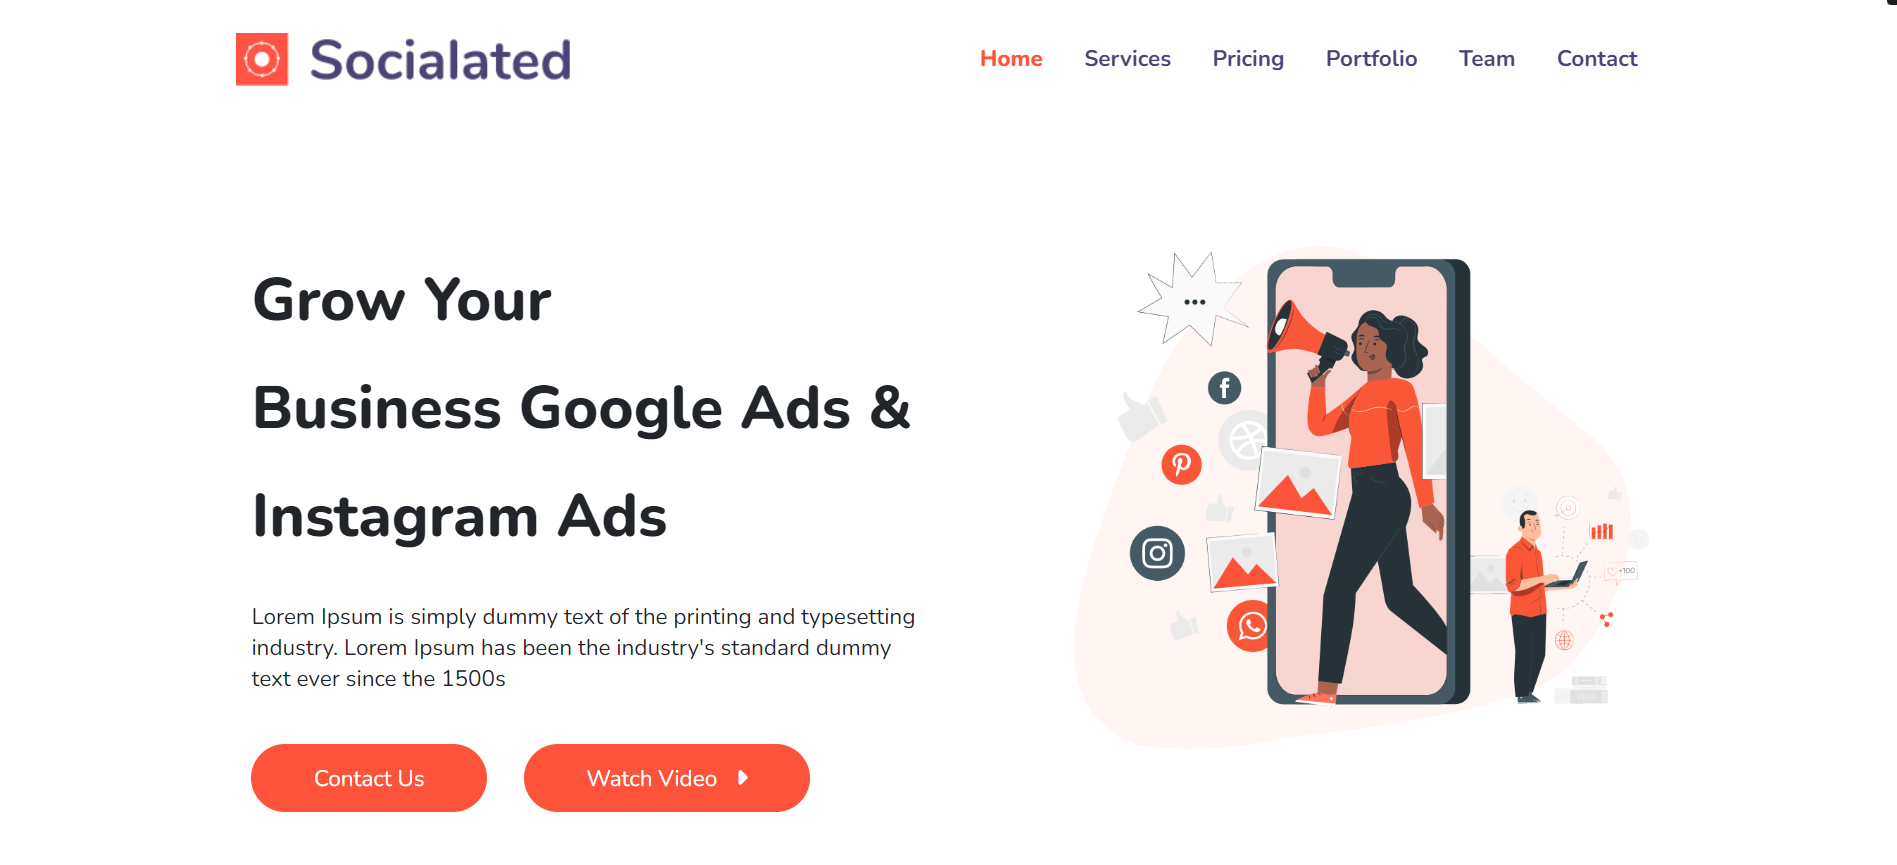 Socialated
Home Services Pricing Portfolio Team Contact
Grow Your
Business Google Ads &
Instagram Ads
Lorem Ipsum is simply dummy text of the printing and typesetting
industry. Lorem Ipsum has been the industry's standard dummy
text ever since the 1500s
Contact Us
Watch Video
+100